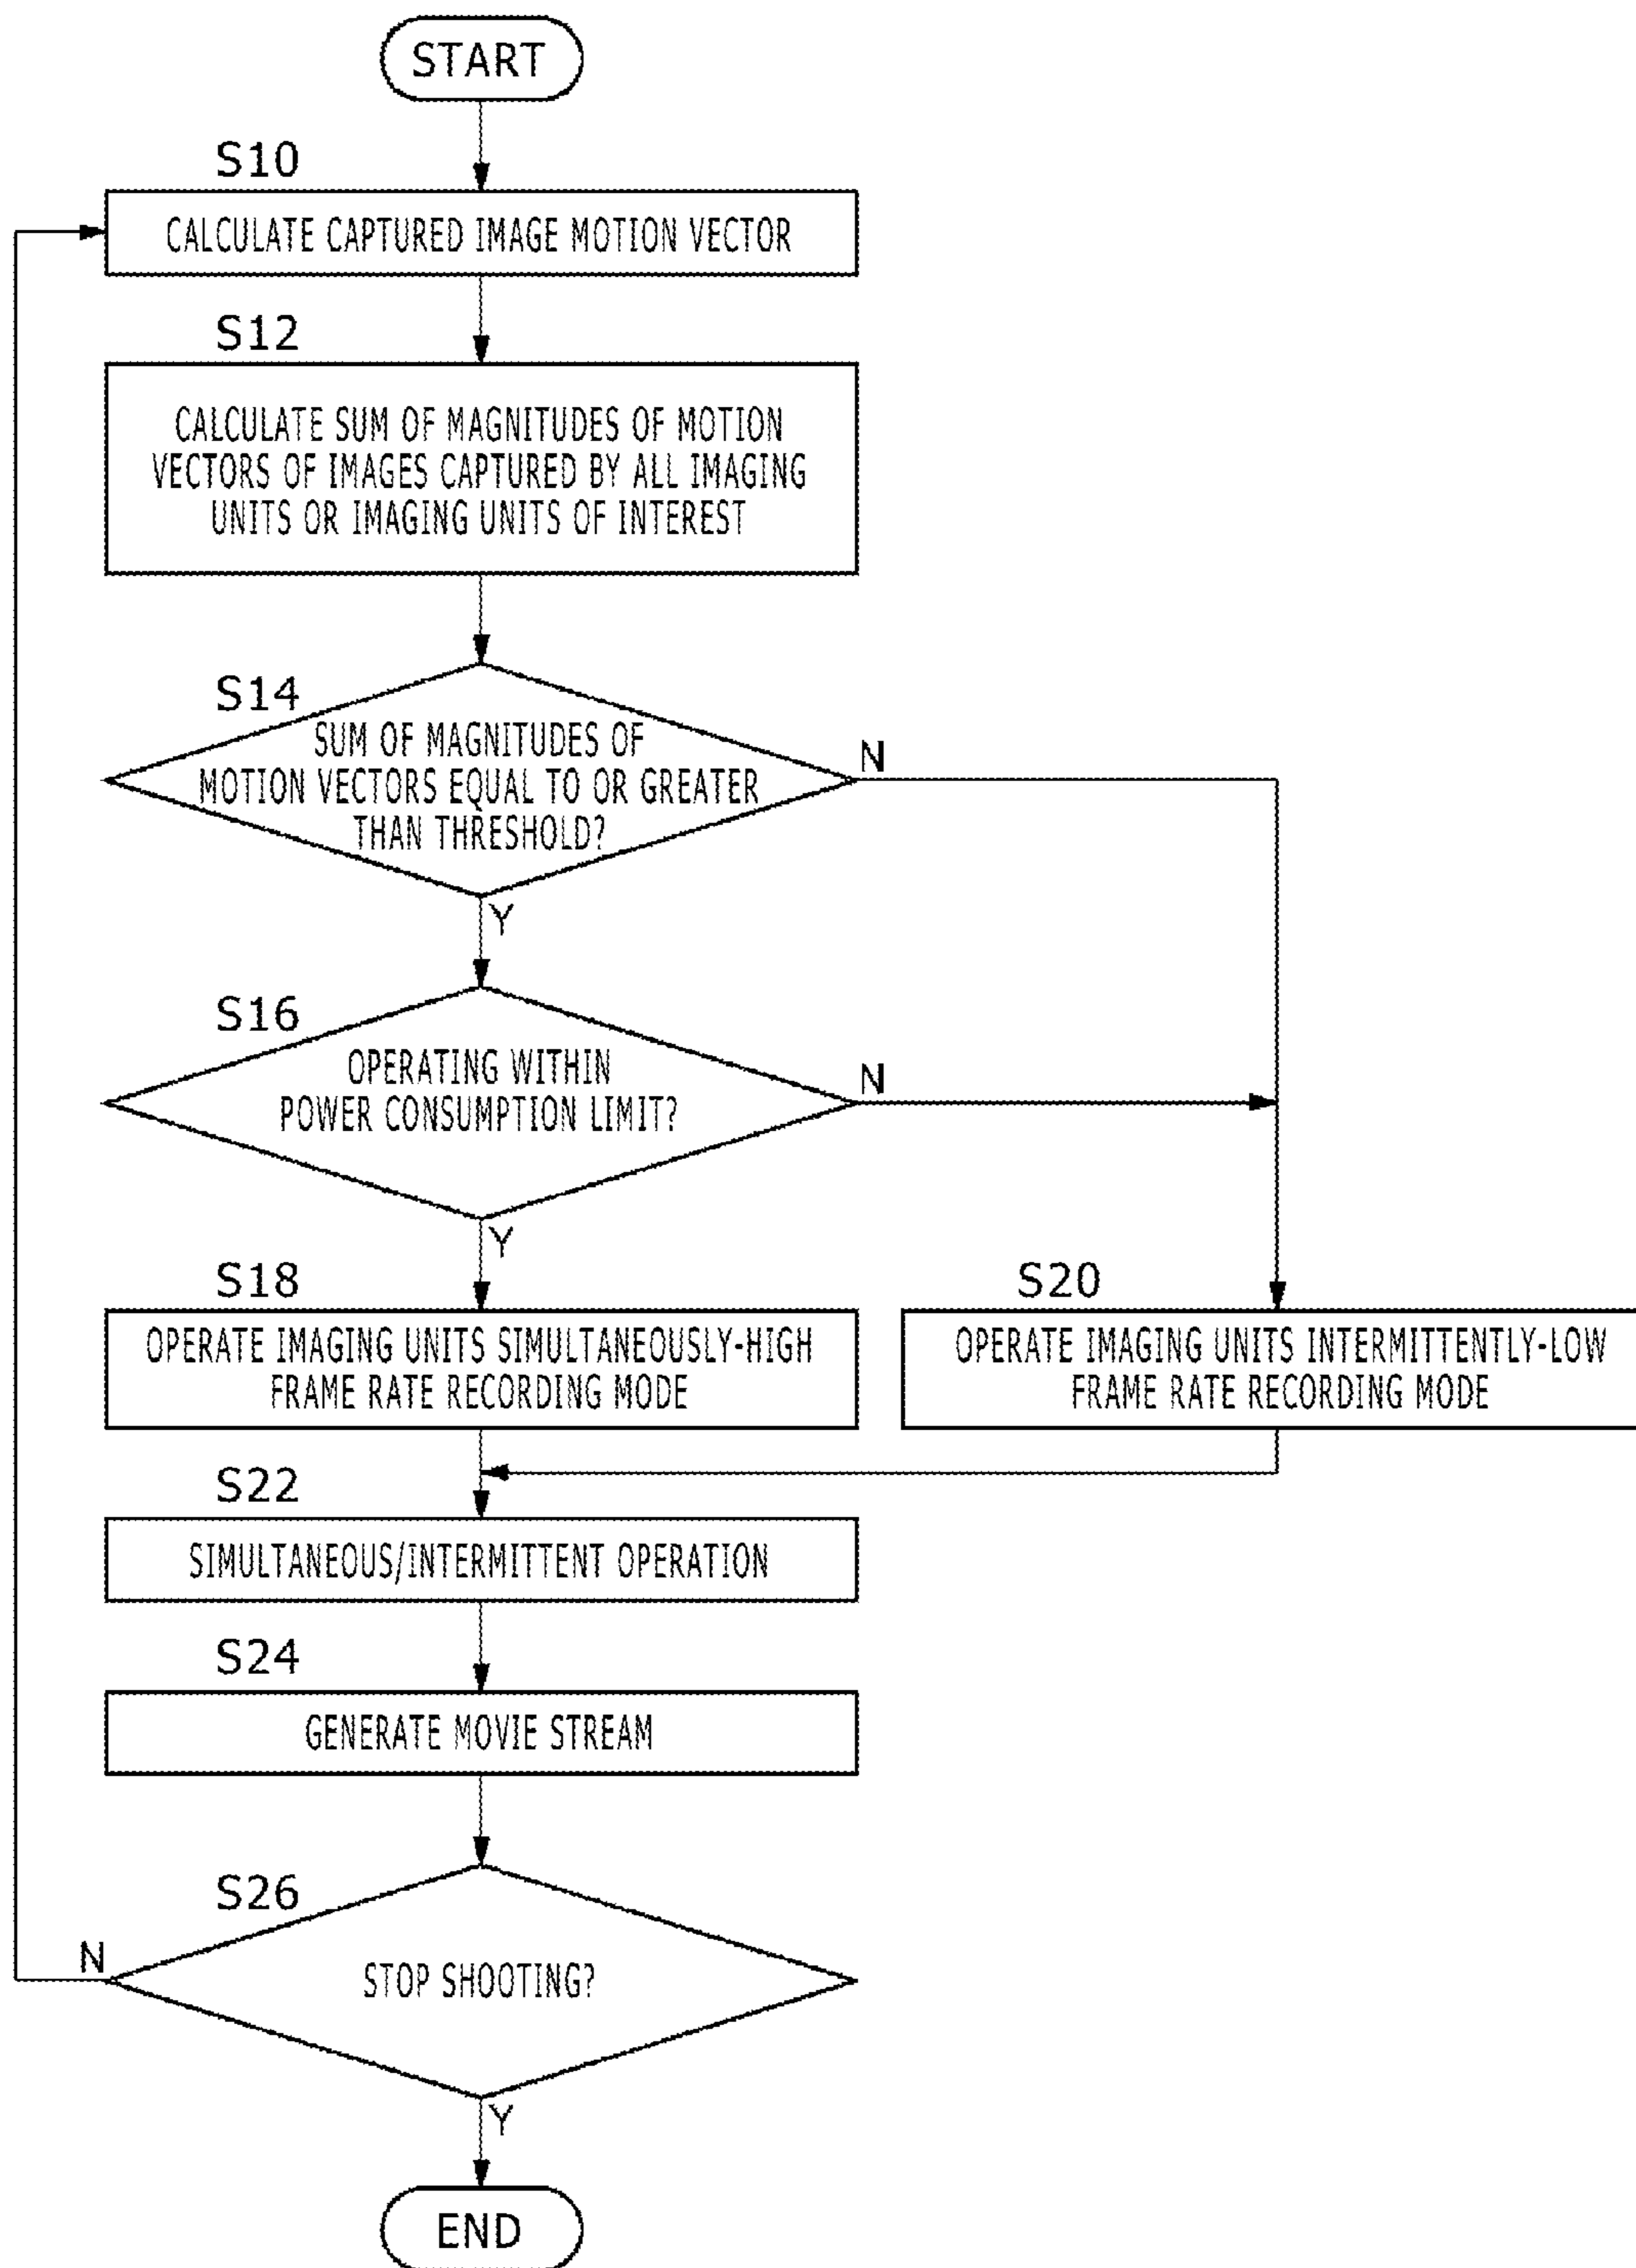 START
S10
CALCULATE CAPTURED IMAGE MOTION VECTOR
S12
CALCULATE SUM OF MAGNITUDES OF MOTION
VECTORS OF IMAGES CAPTURED BY ALL IMAGING
UNITS OR IMAGING UNITS OF INTEREST
S14
SUM OF MAGNITUDES OF
MOTION VECTORS EQUAL TO OR GREATER
THAN THRESHOLD?
N
Y
S16
OPERATING WITHIN
POWER CONSUMPTION LIMIT?
N
Y
S18
OPERATE IMAGING UNITS SIMULTANEOUSLY-HIGH
FRAME RATE RECORDING MODE
S20
OPERATE IMAGING UNITS INTERMITTENTLY-LOW
FRAME RATE RECORDING MODE
S22
SIMULTANEOUS/INTERMITTENT OPERATION
S24
GENERATE MOVIE STREAM
S26
STOP SHOOTING?
N
Y
END